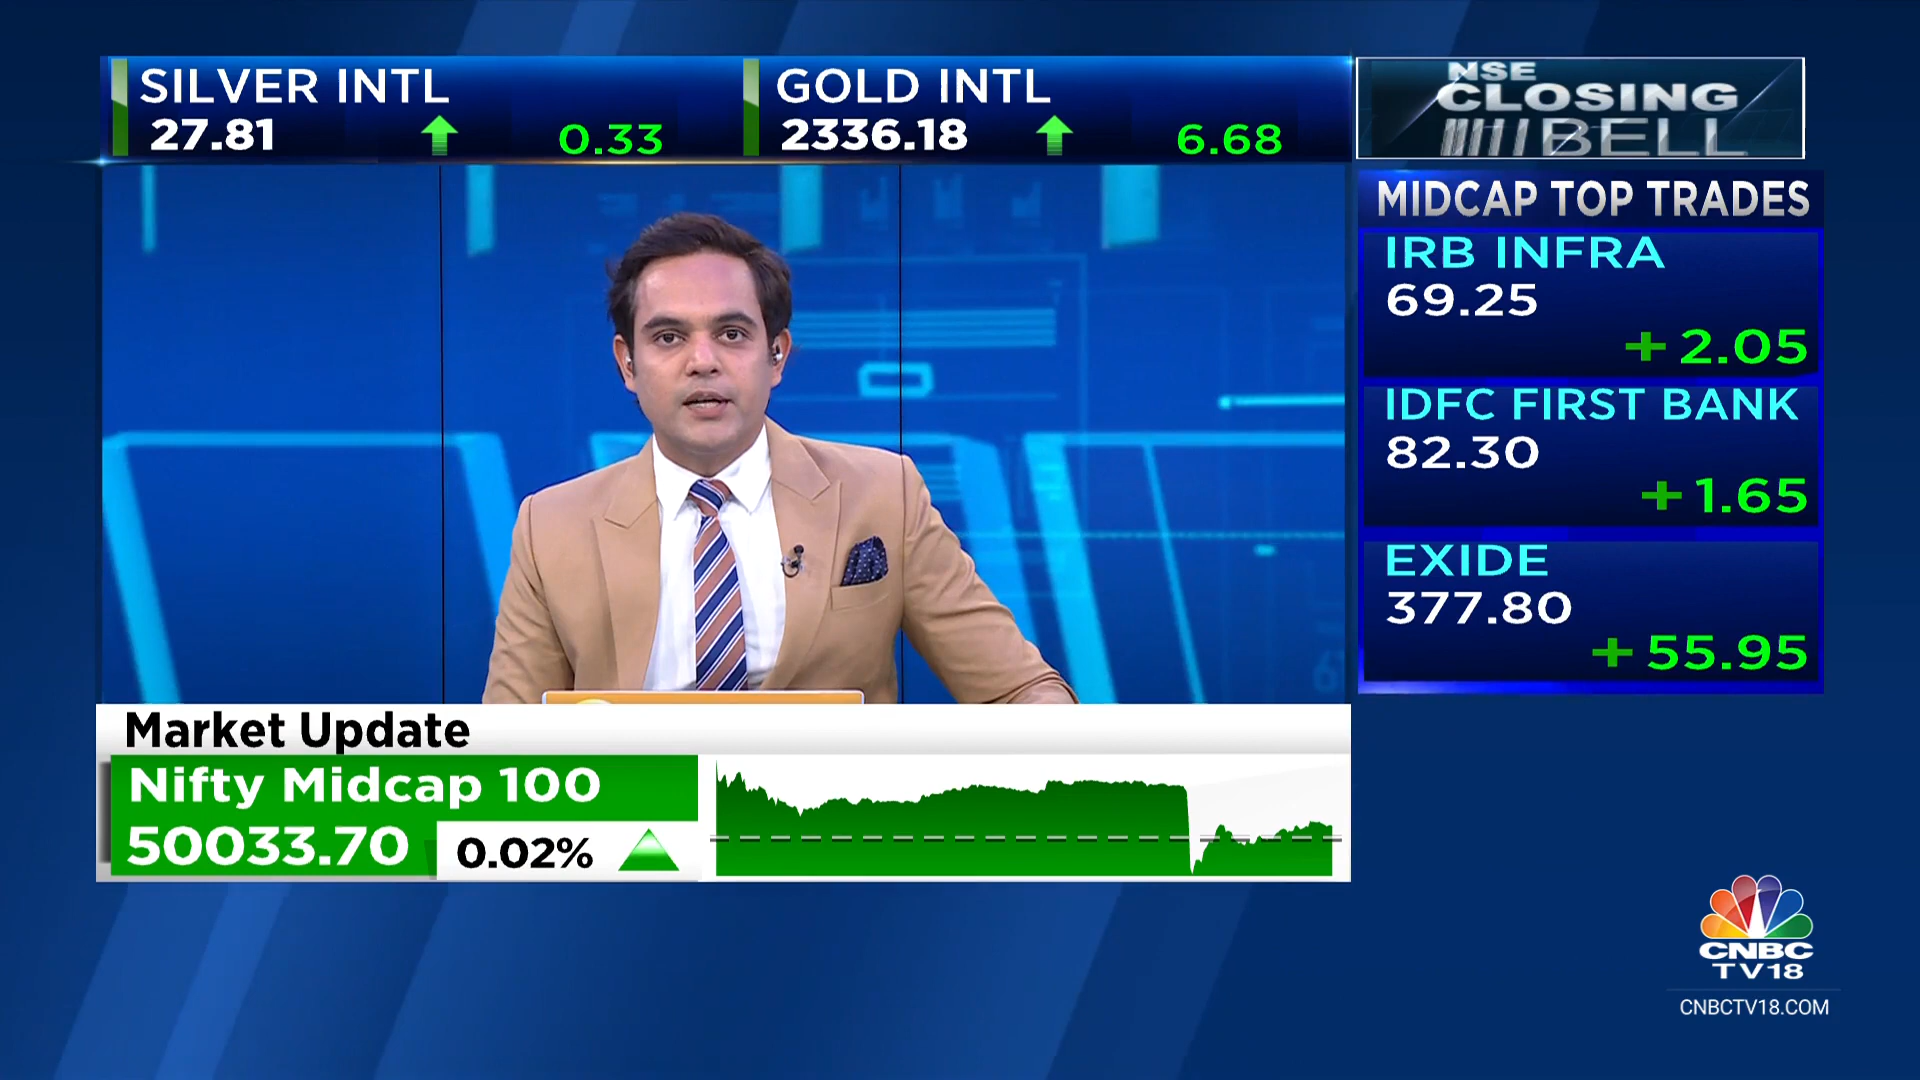 SILVER INTL
27.81 0.33
GOLD INTL
2336.18 6.68
NSE
CLOSING
BELL
MIDCAP TOP TRADES
IRB INFRA
69.25
+2.05
IDFC FIRST BANK
82.30
+1.65
EXIDE
377.80
+55.95
Market Update
Nifty Midcap 100
50033.70 0.02%
CNBC
TV18
CNBCTV18.COM